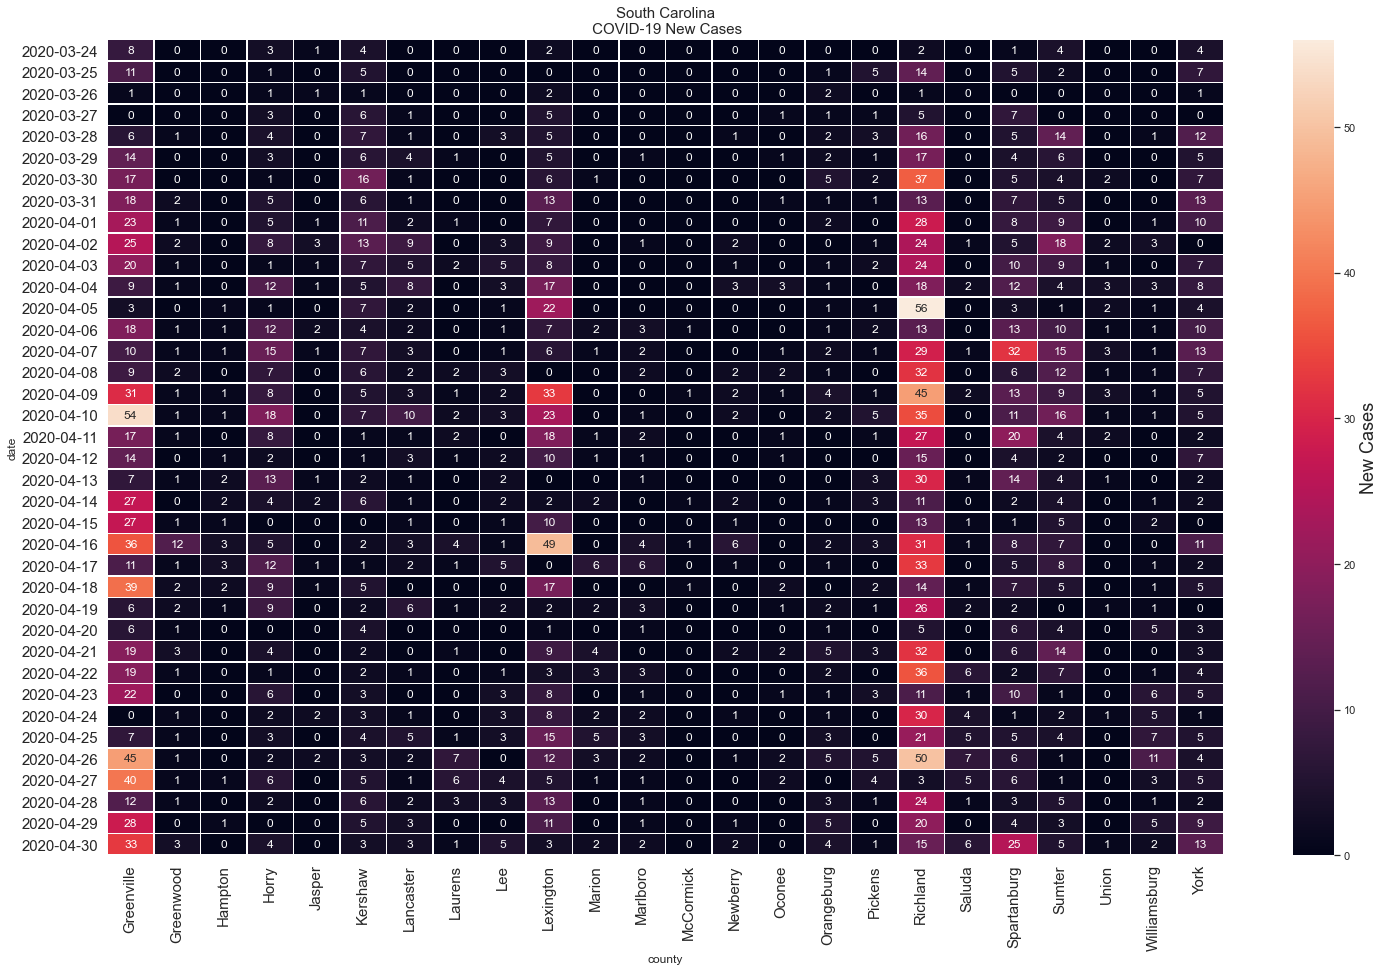 South Carolina
COVID-19 New Cases
2020-03-24 8 0 0 3 1 4 0 0 0 2 0 0 0 0 0 0 0 2 0 1 4 0 0 4
2020-03-25 11 0 0 1 0 5 0 0 0 0 0 0 0 0 0 1 5 14 0 5 2 0 0 7
2020-03-26 1 0 0 1 1 1 0 0 0 2 0 0 0 0 0 2 0 1 0 0 0 0 0 1
2020-03-27 0 0 0 3 0 6 1 0 0 5 0 0 0 0 1 1 1 5 0 7 0 0 0 0
2020-03-28 6 1 0 4 0 7 1 0 3 5 0 0 0 1 0 2 3 16 0 5 14 0 1 12
2020-03-29 14 0 0 3 0 6 4 1 0 5 0 1 0 0 1 2 1 17 0 4 6 0 0 5
2020-03-30 17 0 0 1 0 16 1 0 0 6 1 0 0 0 0 5 2 37 0 5 4 2 0 7
2020-03-31 18 2 0 5 0 6 1 0 0 13 0 0 0 0 1 1 1 13 0 7 5 0 0 13
2020-04-01 23 1 0 5 1 11 2 1 0 7 0 0 0 0 0 2 0 28 0 8 9 0 1 10
2020-04-02 25 2 0 8 3 13 9 0 3 9 0 1 0 2 0 0 1 24 1 5 18 2 3 0
2020-04-03 20 1 0 1 1 7 5 2 5 8 0 0 0 1 0 1 2 24 0 10 9 1 0 7
2020-04-04 9 1 0 12 1 5 8 0 3 17 0 0 0 3 3 1 0 18 2 12 4 3 3 8
2020-04-05 3 0 1 1 0 7 2 0 1 22 0 0 0 0 0 1 1 56 0 3 1 2 1 4
2020-04-06 18 1 1 12 2 4 2 0 1 7 2 3 1 0 0 1 2 13 0 13 10 1 1 10
2020-04-07 10 1 1 15 1 7 3 0 1 6 1 2 0 0 1 2 1 29 1 32 15 3 1 13
2020-04-08 9 2 0 7 0 6 2 2 3 0 0 2 0 2 2 1 0 32 0 6 12 1 1 7
2020-04-09 31 1 1 8 0 5 3 1 2 33 0 0 1 2 1 4 1 45 2 13 9 3 1 5
2020-04-10 54 1 1 18 0 7 10 2 3 23 0 1 0 2 0 2 5 35 0 11 16 1 1 5
2020-04-11 17 1 0 8 0 1 1 2 0 18 1 2 0 0 1 0 1 27 0 20 4 2 0 2
2020-04-12 14 0 1 2 0 1 3 1 2 10 1 1 0 0 1 0 0 15 0 4 2 0 0 7
2020-04-13 7 1 2 13 1 2 1 0 2 0 0 1 0 0 0 0 3 30 1 14 4 1 0 2
2020-04-14 27 0 2 4 2 6 1 0 2 2 2 0 1 2 0 1 3 11 0 2 4 0 1 2
2020-04-15 27 1 1 0 0 0 1 0 1 10 0 0 0 1 0 0 0 13 1 1 5 0 2 0
2020-04-16 36 12 3 5 0 2 3 4 1 49 0 4 1 6 0 2 3 31 1 8 7 0 0 11
2020-04-17 11 1 3 12 1 1 2 1 5 0 6 6 0 1 0 1 0 33 0 5 8 0 1 2
2020-04-18 39 2 2 9 1 5 0 0 0 17 0 0 1 0 2 0 2 14 1 7 5 0 1 5
2020-04-19 6 2 1 9 0 2 6 1 2 2 2 3 0 0 1 2 1 26 2 2 0 1 1 0
2020-04-20 6 1 0 0 0 4 0 0 0 1 0 1 0 0 0 1 0 5 0 6 4 0 5 3
2020-04-21 19 3 0 4 0 2 0 1 0 9 4 0 0 2 2 5 3 32 0 6 14 0 0 3
2020-04-22 19 1 0 1 0 2 1 0 1 3 3 3 0 0 0 2 0 36 6 2 7 0 1 4
2020-04-23 22 0 0 6 0 3 0 0 3 8 0 1 0 0 1 1 3 11 1 10 1 0 6 5
2020-04-24 0 1 0 2 2 3 1 0 3 8 2 2 0 1 0 1 0 30 4 1 2 1 5 1
2020-04-25 7 1 0 3 0 4 5 1 3 15 5 3 0 0 0 3 0 21 5 5 4 0 7 5
2020-04-26 45 1 0 2 2 3 2 7 0 12 3 2 0 1 2 5 5 50 7 6 1 0 11 4
2020-04-27 40 1 1 6 0 5 1 6 4 5 1 1 0 0 2 0 4 3 5 6 1 0 3 5
2020-04-28 12 1 0 2 0 6 2 3 3 13 0 1 0 0 0 3 1 24 1 3 5 0 1 2
2020-04-29 28 0 1 0 0 5 3 0 0 11 0 1 0 1 0 5 0 20 0 4 3 0 5 9
2020-04-30 33 3 0 4 0 3 3 1 5 3 2 2 0 2 0 4 1 15 6 25 5 1 2 13
date
Greenville Greenwood Hampton Horry Jasper Kershaw Lancaster Laurens Lee Lexington Marion Marlboro McCormick Newberry Oconee Orangeburg Pickens Richland Saluda Spartanburg Sumter Union Williamsburg York
county
50
40
30
20
10
0
New Cases